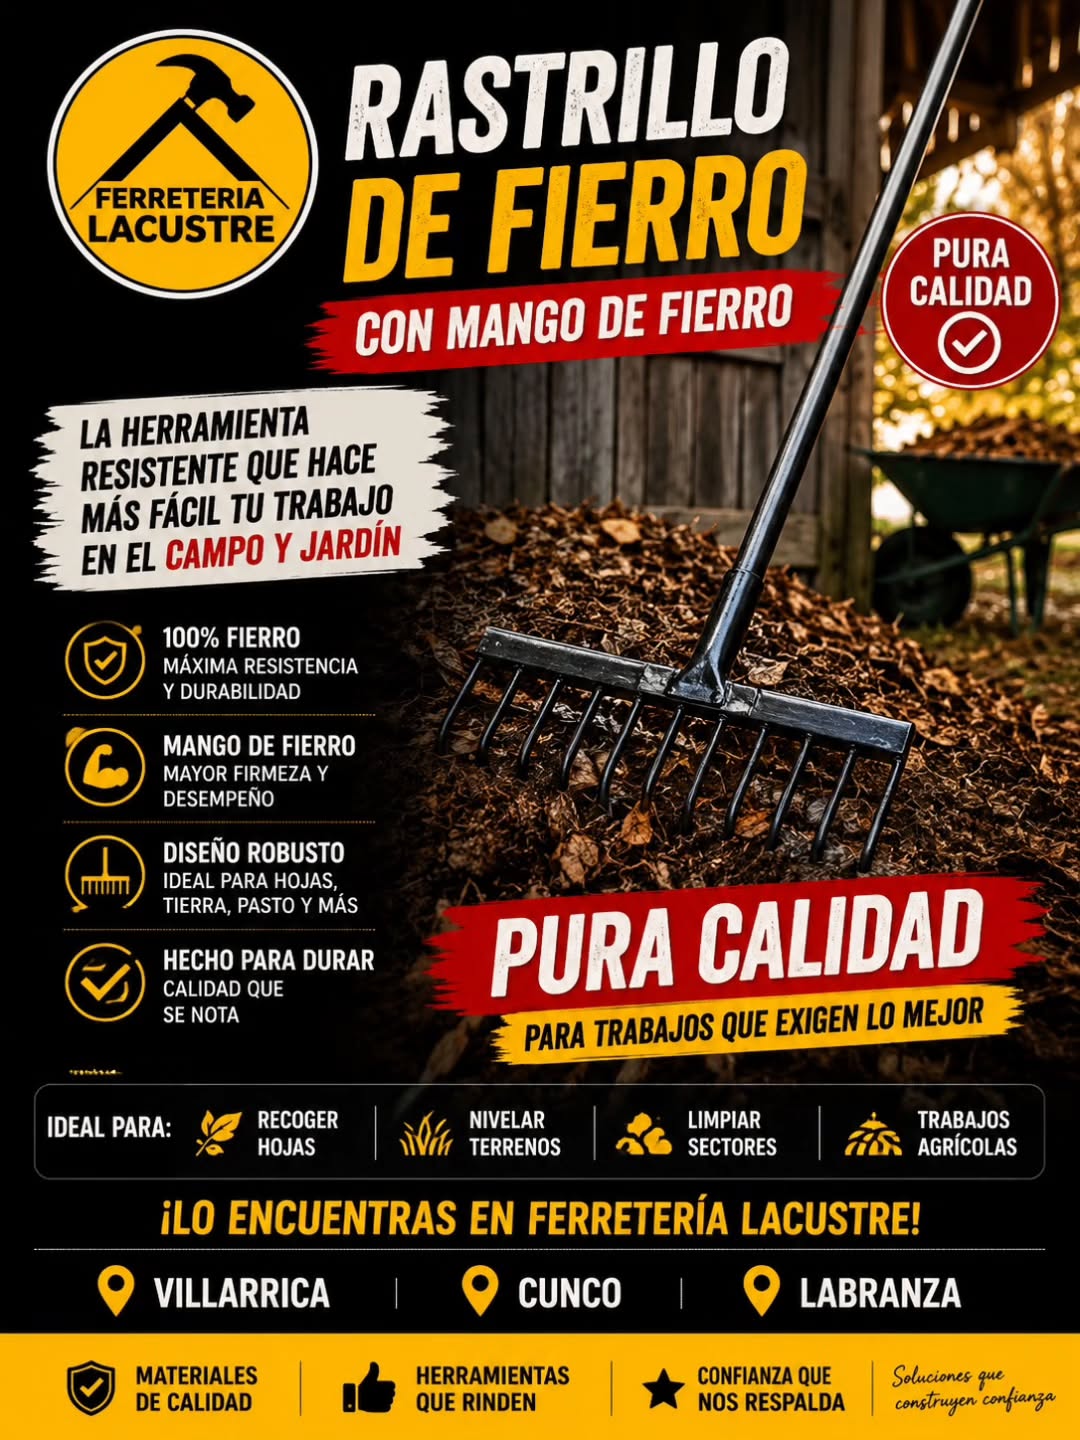 FERRETERIA
LACUSTRE
RASTRILLO
DE FIERRO
CON MANGO DE FIERRO
PURA
CALIDAD
LA HERRAMIENTA
RESISTENTE QUE HACE
MÁS FÁCIL TU TRABAJO
EN EL CAMPO Y JARDÍN
100% FIERRO
MÁXIMA RESISTENCIA
Y DURABILIDAD
MANGO DE FIERRO
MAYOR FIRMEZA Y
DESEMPEÑO
DISEÑO ROBUSTO
IDEAL PARA HOJAS,
TIERRA, PASTO Y MÁS
HECHO PARA DURAR
CALIDAD QUE
SE NOTA
PURA CALIDAD
PARA TRABAJOS QUE EXIGEN LO MEJOR
IDEAL PARA:
RECOGER
HOJAS
NIVELAR
TERRENOS
LIMPIAR
SECTORES
TRABAJOS
AGRÍCOLAS
¡LO ENCUENTRAS EN FERRETERÍA LACUSTRE!
VILLARRICA
CUNCO
LABRANZA
MATERIALES
DE CALIDAD
HERRAMIENTAS
QUE RINDEN
CONFIANZA QUE
NOS RESPALDA
Soluciones que
construyen confianza